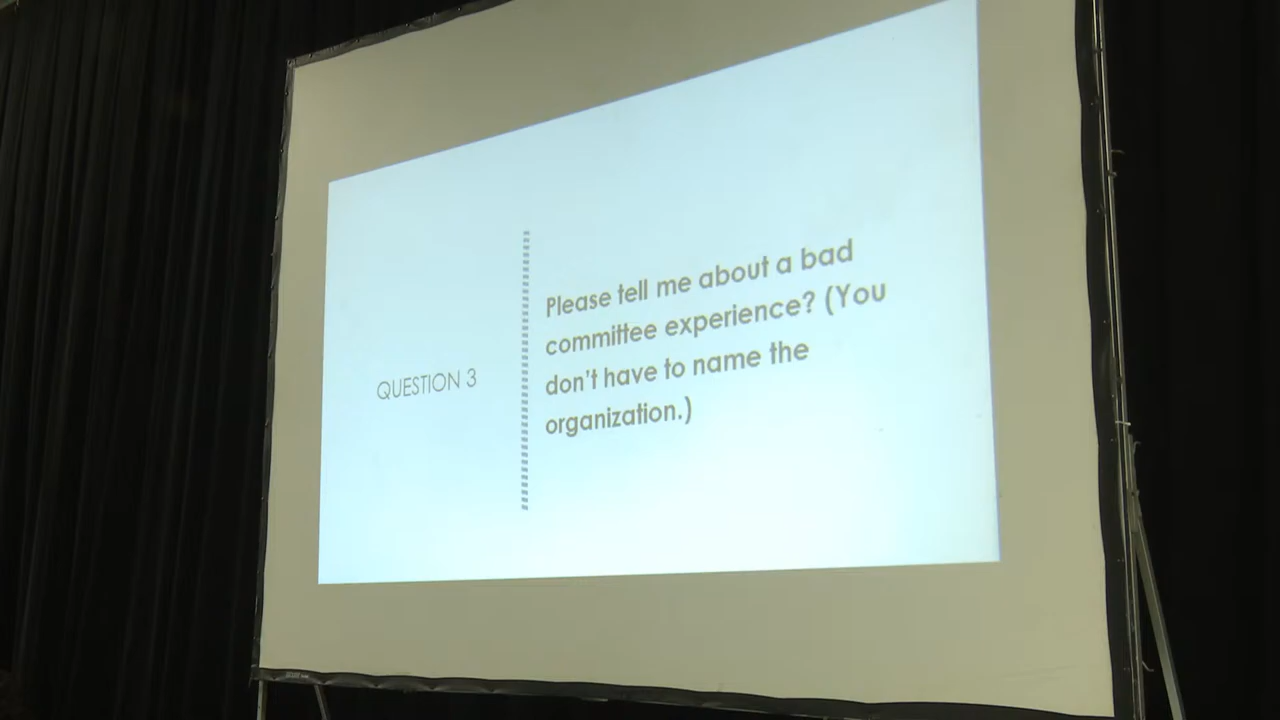 QUESTION 3
Please tell me about a bad
committee experience? (You
don't have to name the
organization.)